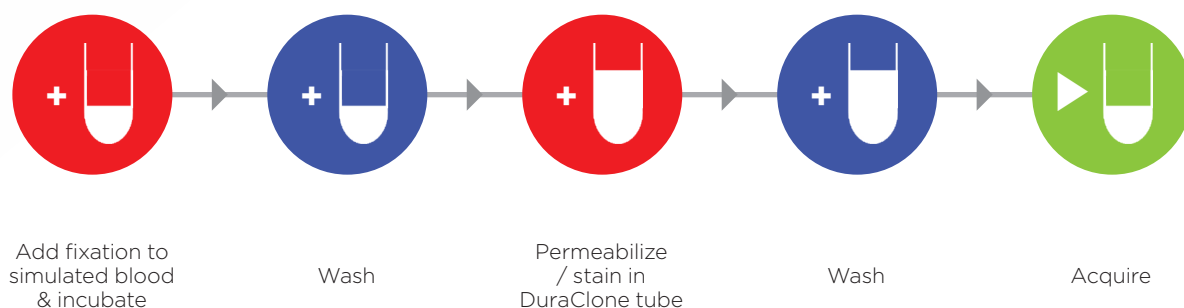 Add fixation to
simulated blood
& incubate
Wash
Permeabilize
/ stain in
DuraClone tube
Wash
Acquire